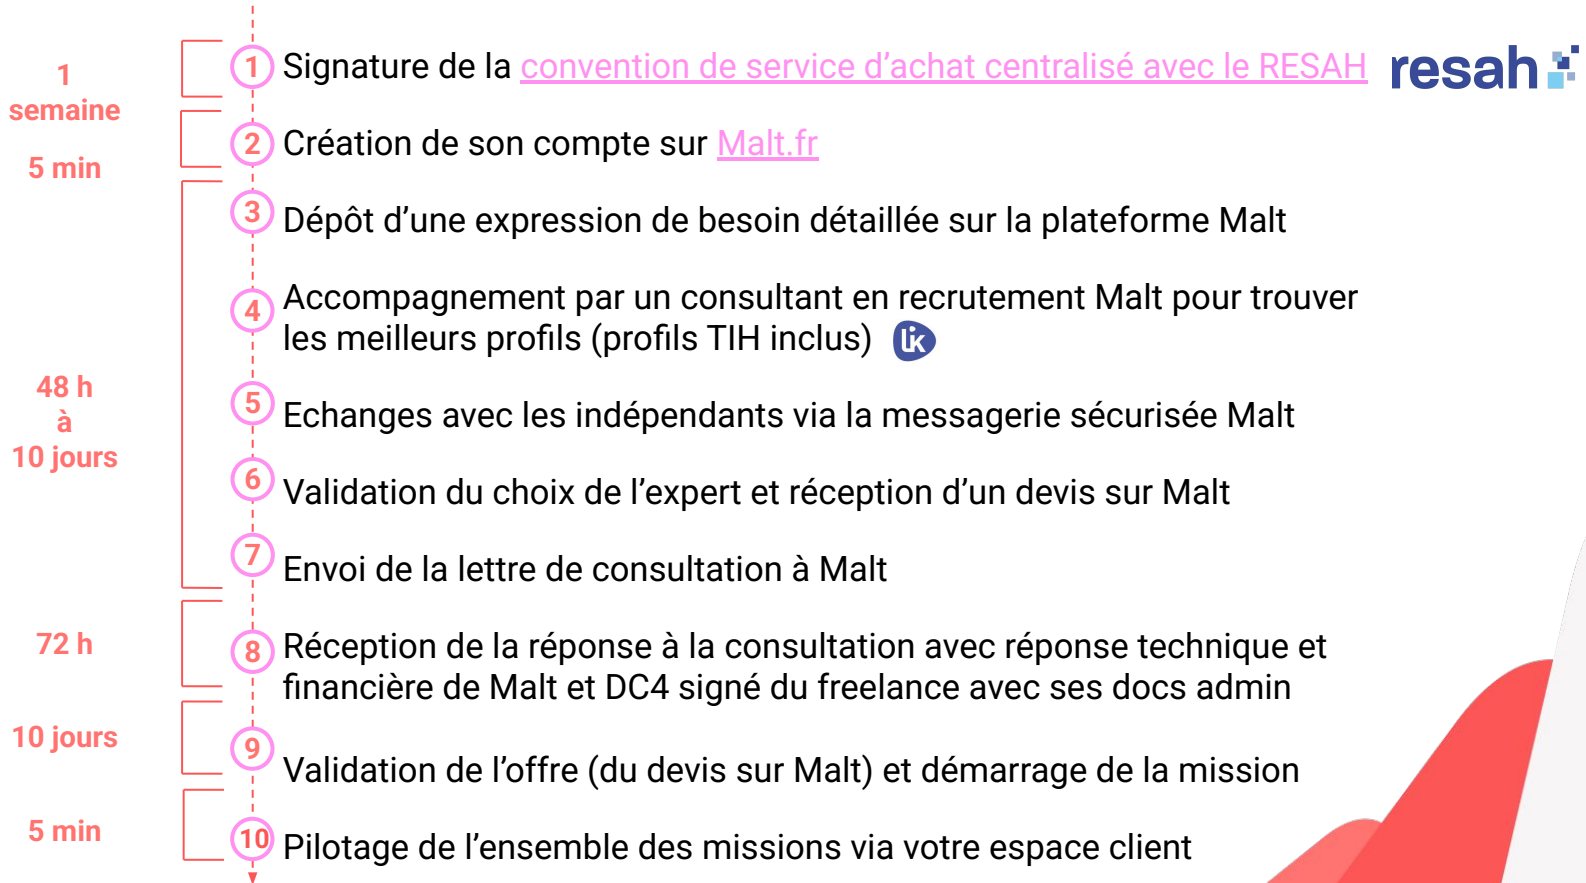 1
semaine
1 Signature de la convention de service d’achat centralisé avec le RESAH
resah
5 min
2 Création de son compte sur Malt.fr
48 h
à
10 jours
3 Dépôt d’une expression de besoin détaillée sur la plateforme Malt
4 Accompagnement par un consultant en recrutement Malt pour trouver
les meilleurs profils (profils TIH inclus) lik
5 Echanges avec les indépendants via la messagerie sécurisée Malt
6 Validation du choix de l’expert et réception d’un devis sur Malt
7 Envoi de la lettre de consultation à Malt
72 h
8 Réception de la réponse à la consultation avec réponse technique et
financière de Malt et DC4 signé du freelance avec ses docs admin
10 jours
9 Validation de l’offre (du devis sur Malt) et démarrage de la mission
5 min
10 Pilotage de l’ensemble des missions via votre espace client